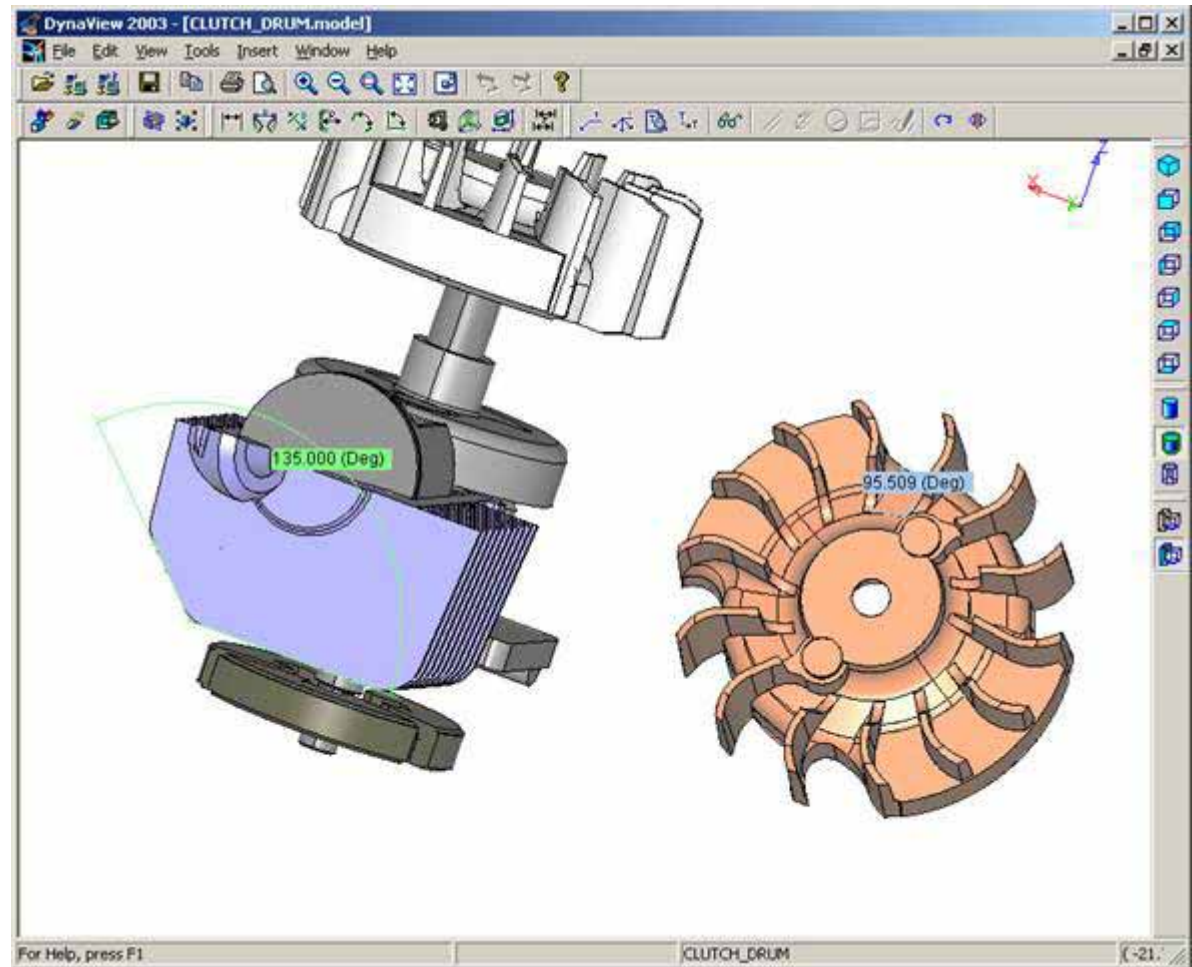 DynaView 2003 - [CLUTCH_DRUM.model]
File Edit View Tools Insert Window Help
Z
X
Y
135.000 (Deg)
95.509 (Deg)
For Help, press F1
CLUTCH_DRUM
(-21.